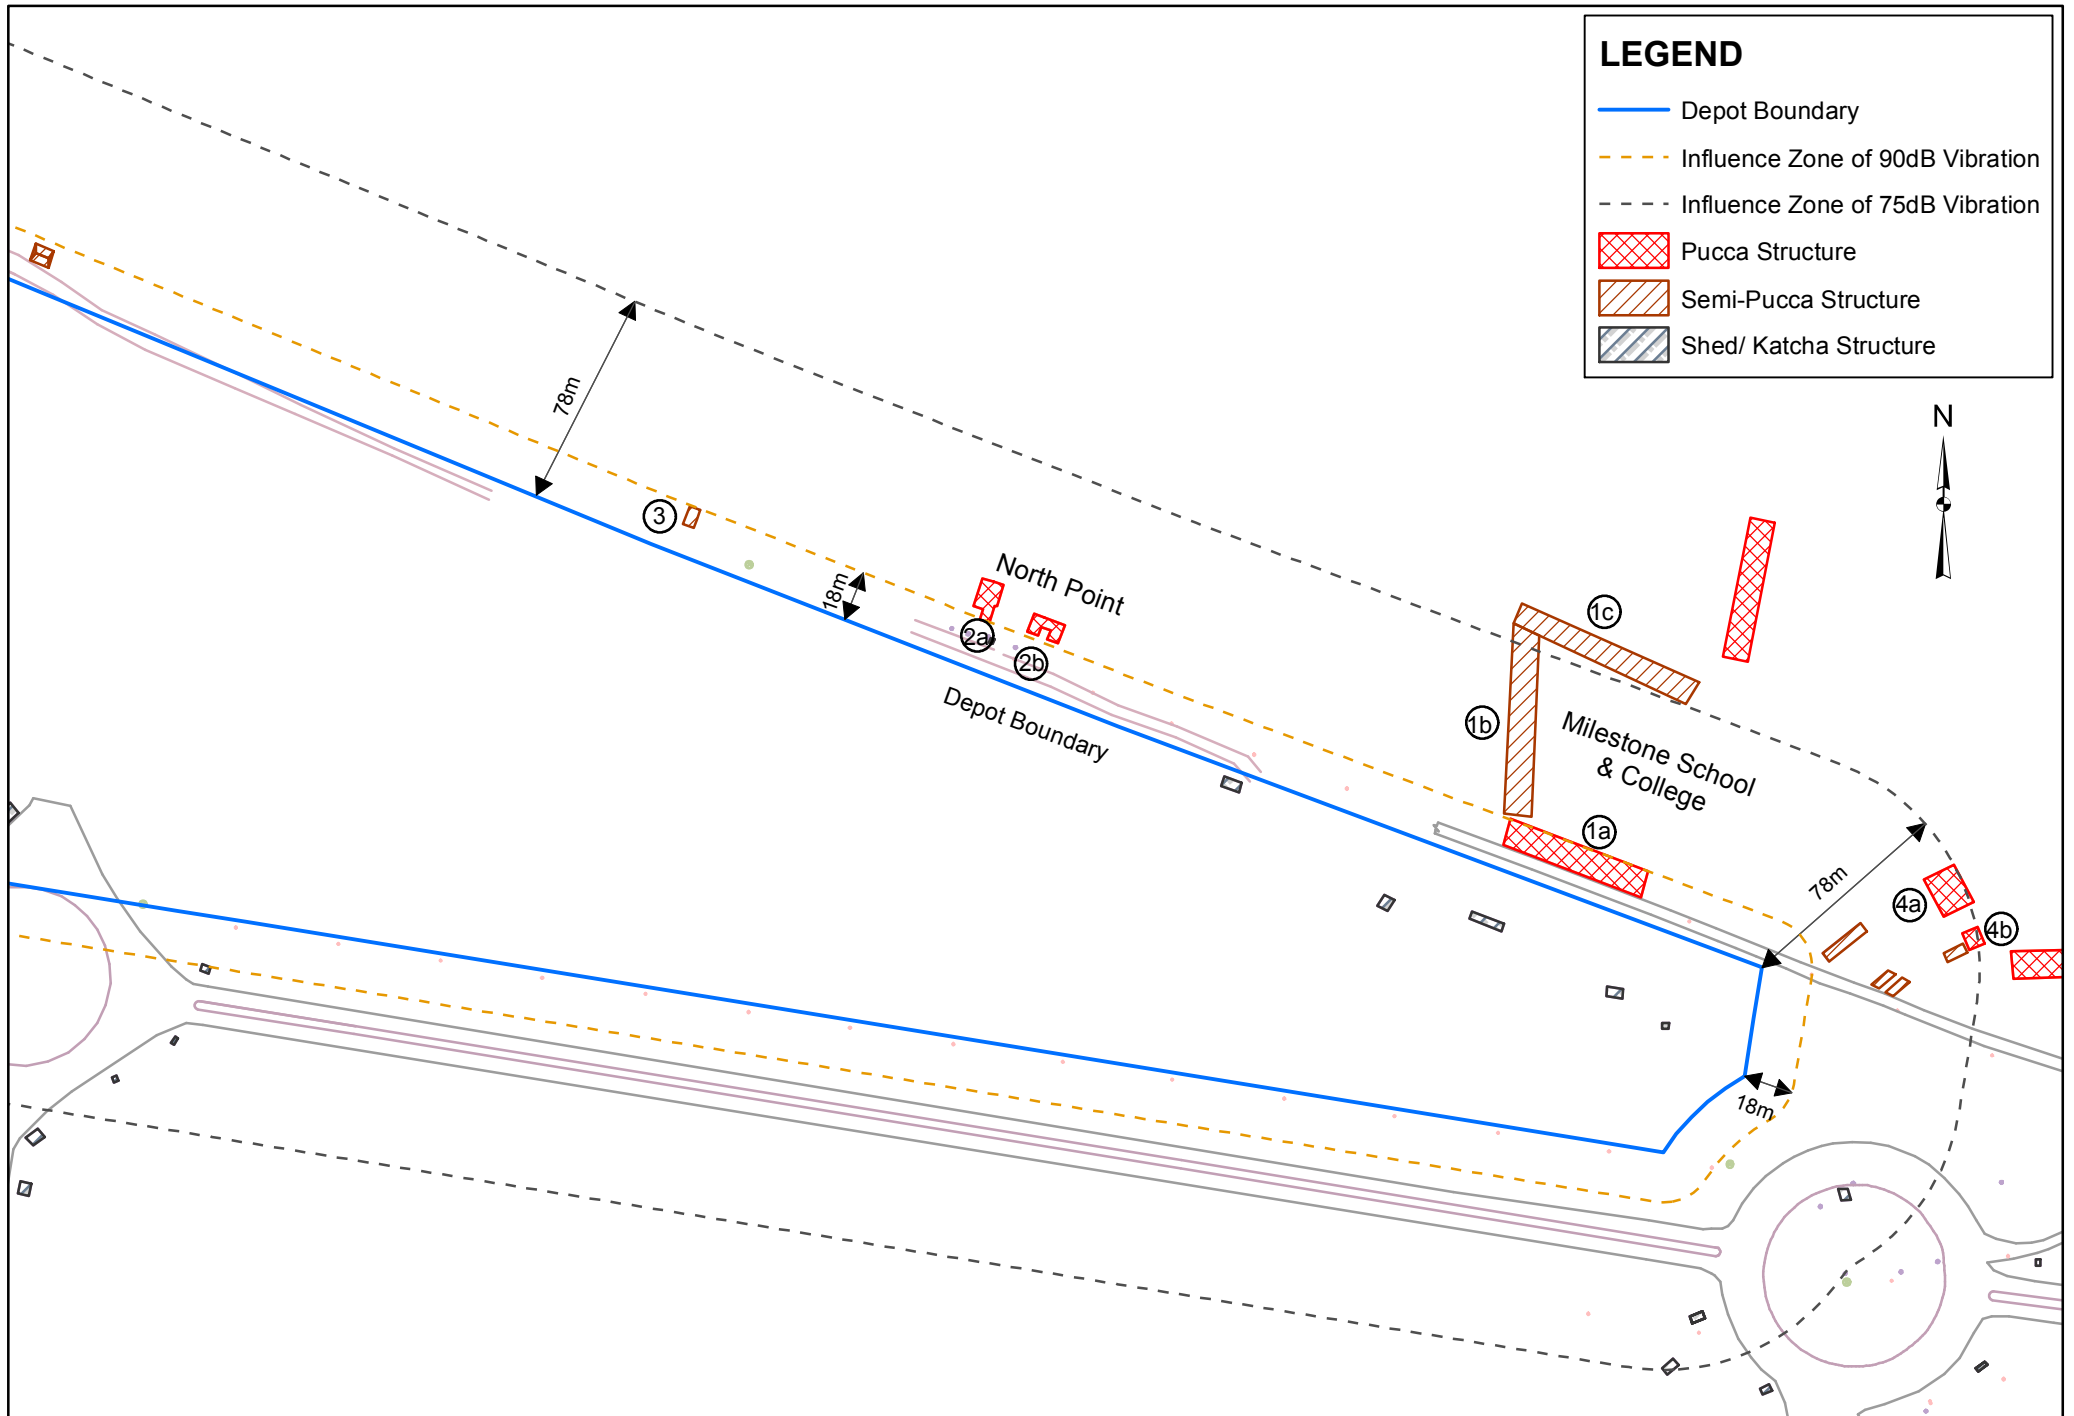 LEGEND
Depot Boundary
Influence Zone of 90dB Vibration
Influence Zone of 75dB Vibration
Pucca Structure
Semi-Pucca Structure
Shed/ Katcha Structure
N
78m
3
18m
North Point
2a
2b
Depot Boundary
1c
1b
Milestone School
& College
1a
78m
4a
4b
18m